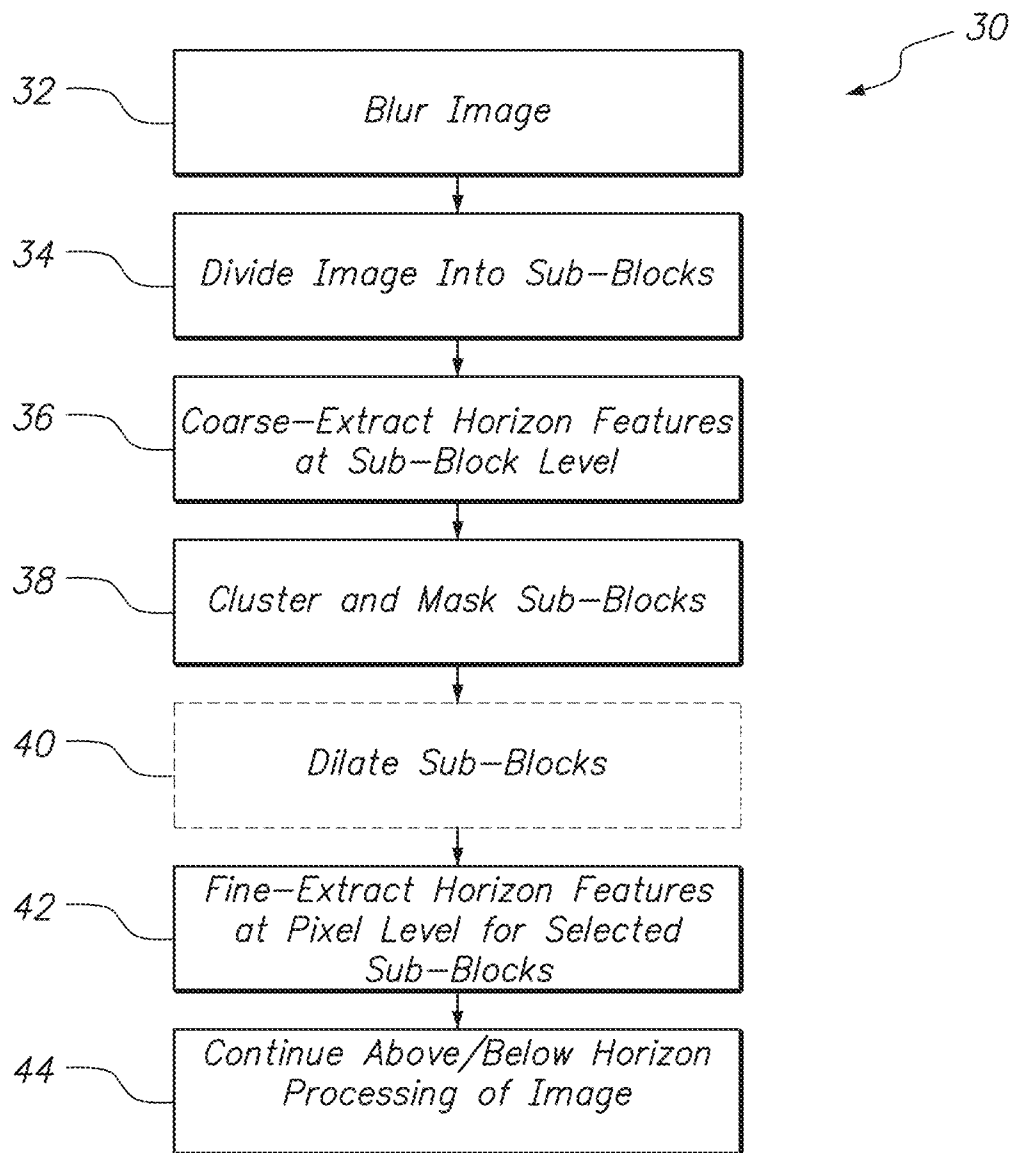 30
32
Blur Image
34
Divide Image Into Sub-Blocks
36
Coarse-Extract Horizon Features
at Sub-Block Level
38
Cluster and Mask Sub-Blocks
40
Dilate Sub-Blocks
42
Fine-Extract Horizon Features
at Pixel Level for Selected
Sub-Blocks
44
Continue Above/Below Horizon
Processing of Image